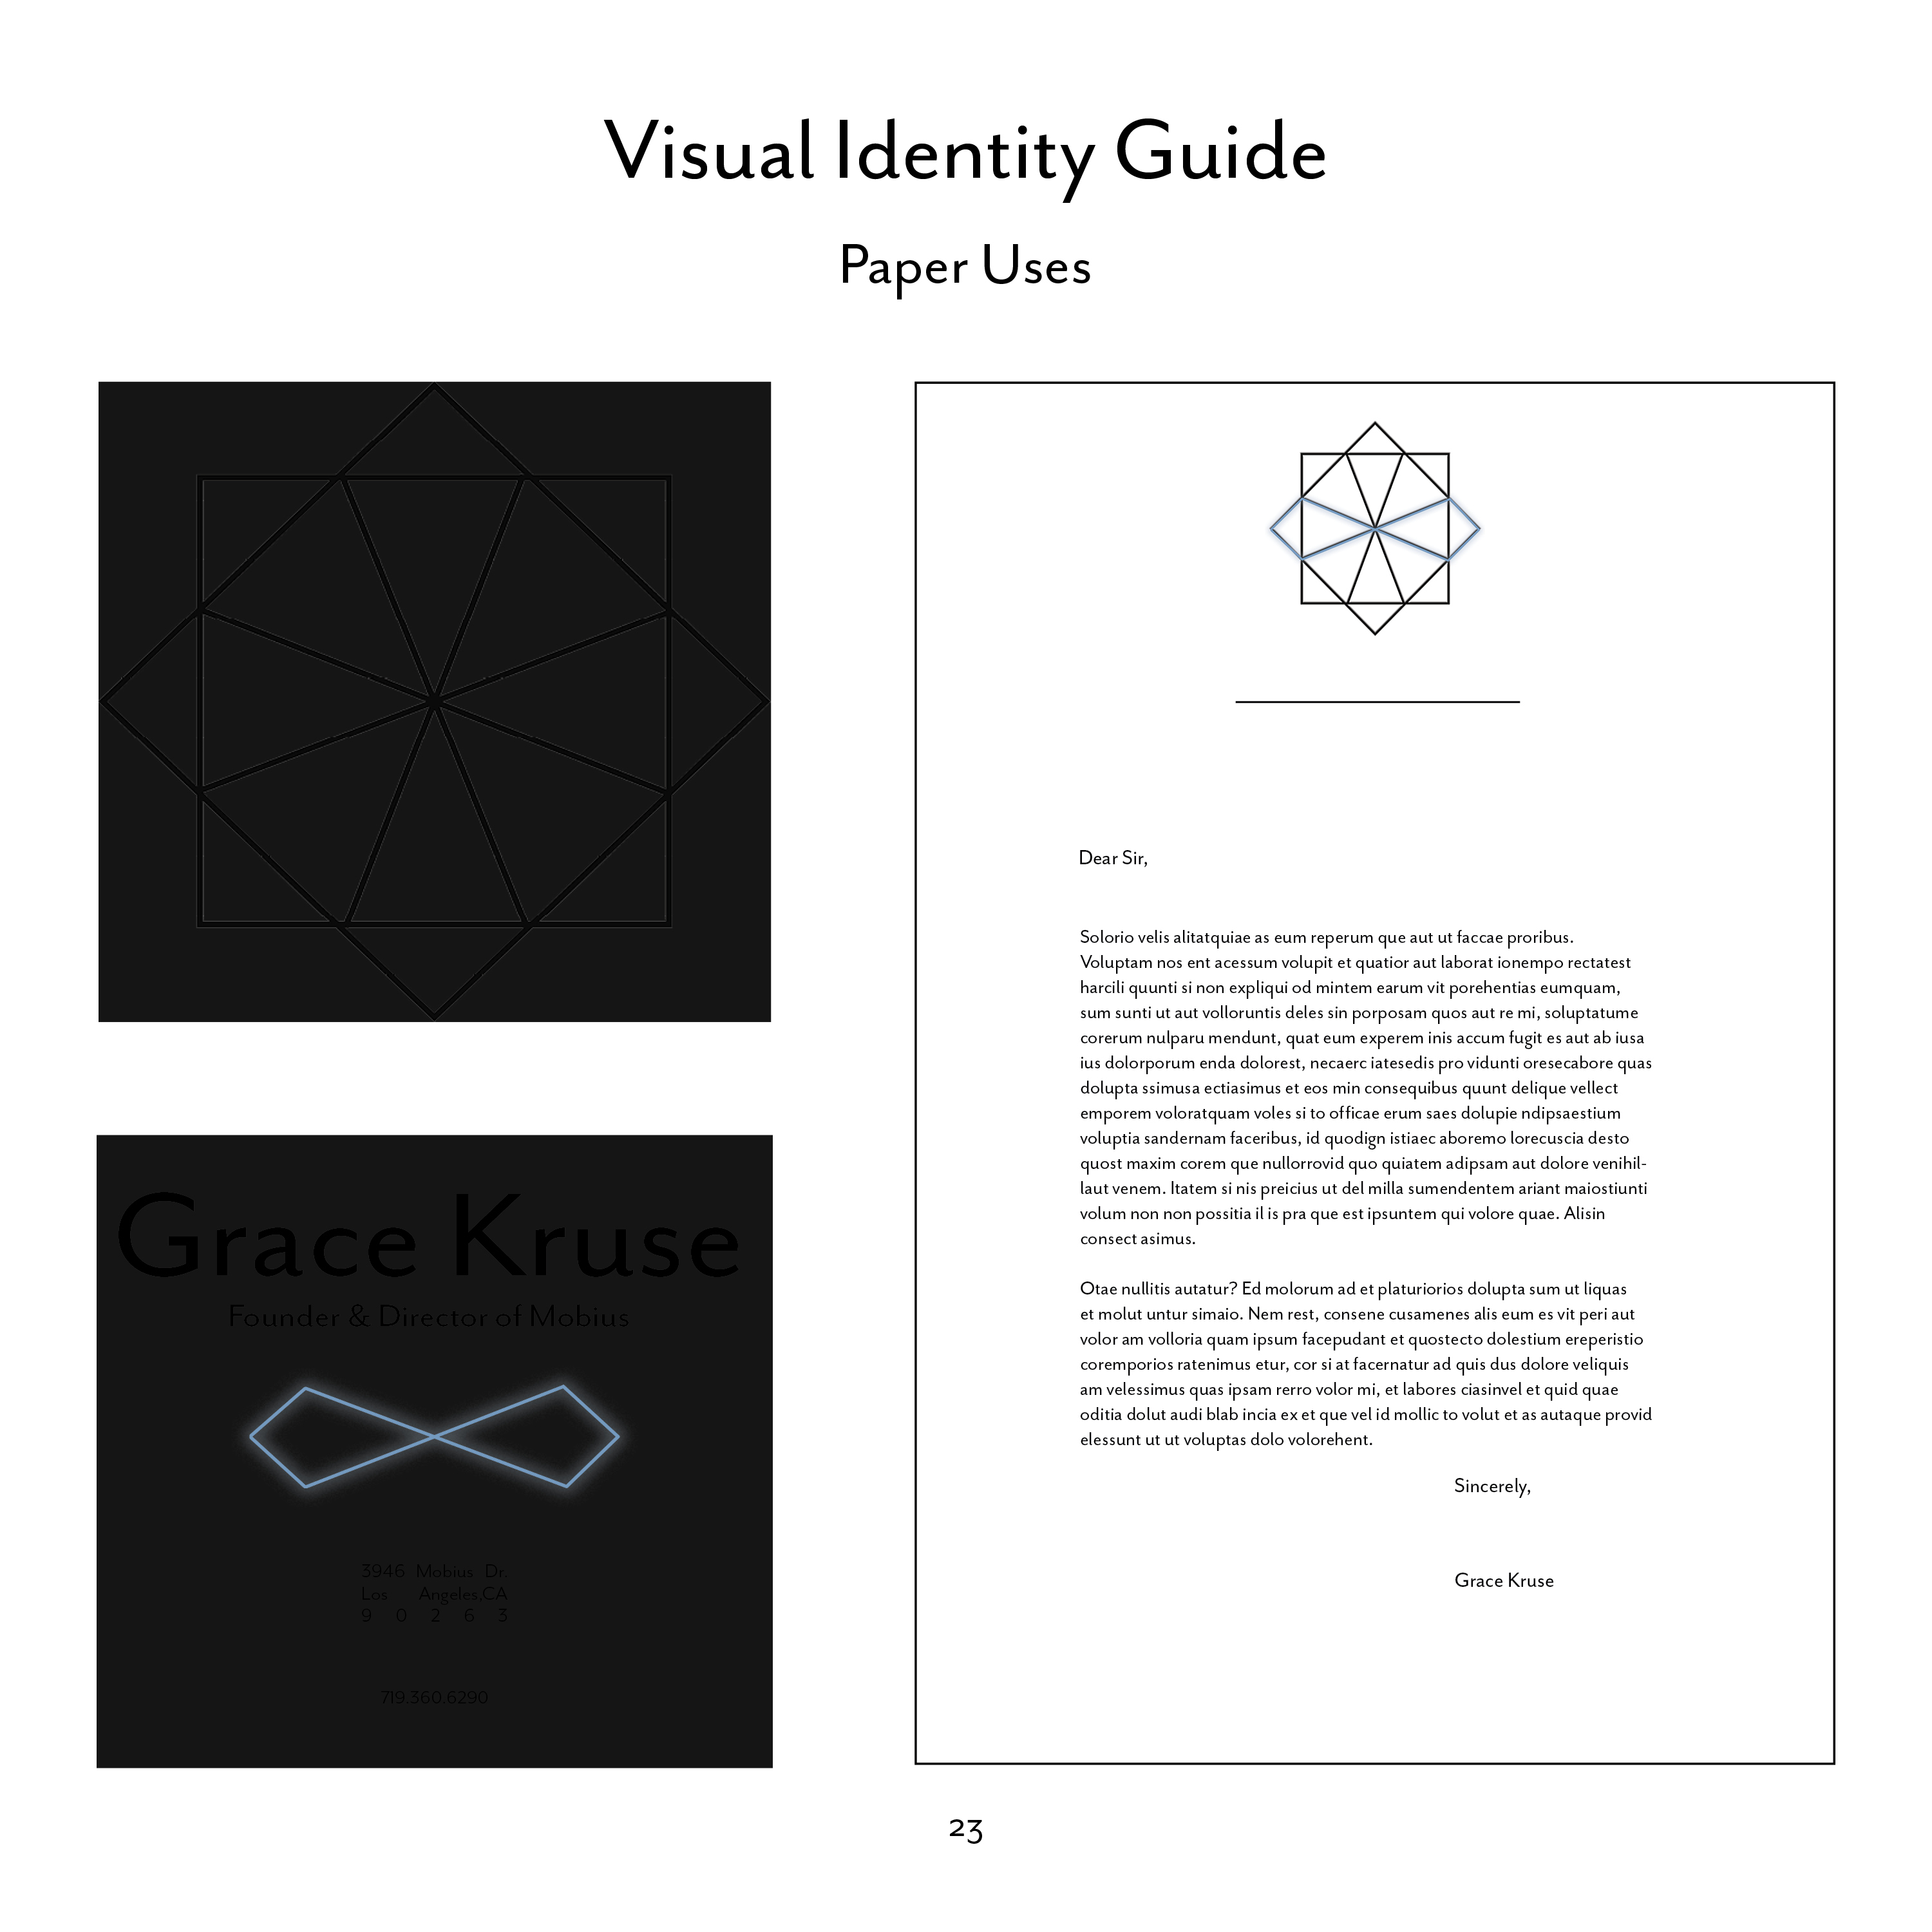 Visual Identity Guide
Paper Uses
Grace Kruse
Founder & Director of Mobius
3946 Mobius Dr.
Los Angeles,CA
9 0 2 6 3
719.360.6290
Dear Sir,
Solorio velis alitatquiae as eum reperum que aut ut faccae proribus.
Voluptam nos ent acessum volupit et quatior aut laborat ionempo rectatest
harcili quunti si non expliqui od mintem earum vit porehentias eumquam,
sum sunti ut aut volloruntis deles sin porposam quos aut re mi, soluptatume
corerum nulparu mendunt, quat eum experem inis accum fugit es aut ab iusa
ius dolorporum enda dolorest, necaerc iatesedis pro vidunti oresecabore quas
dolupta ssimusa ectiasimus et eos min consequibus quunt delique vellect
emporem voloratquam voles si to officae erum saes dolupie ndipsaestium
voluptia sandernam faceribus, id quodign istiaec aboremo lorecuscia desto
quost maxim corem que nullorrovid quo quiatem adipsam aut dolore venihil-
laut venem. Itatem si nis preicius ut del milla sumendentem ariant maiostiunti
volum non non possitia il is pra que est ipsuntem qui volore quae. Alisin
consect asimus.
Otae nullitis autatur? Ed molorum ad et platuriorios dolupta sum ut liquas
et molut untur simaio. Nem rest, consene cusamenes alis eum es vit peri aut
volor am volloria quam ipsum facepudant et quostecto dolestium ereperistio
coremporios ratenimus etur, cor si at facernatur ad quis dus dolore veliquis
am velessimus quas ipsam rerro volor mi, et labores ciasinvel et quid quae
oditia dolut audi blab incia ex et que vel id mollic to volut et as autaque provid
elessunt ut ut voluptas dolo volorehent.
Sincerely,
Grace Kruse
23